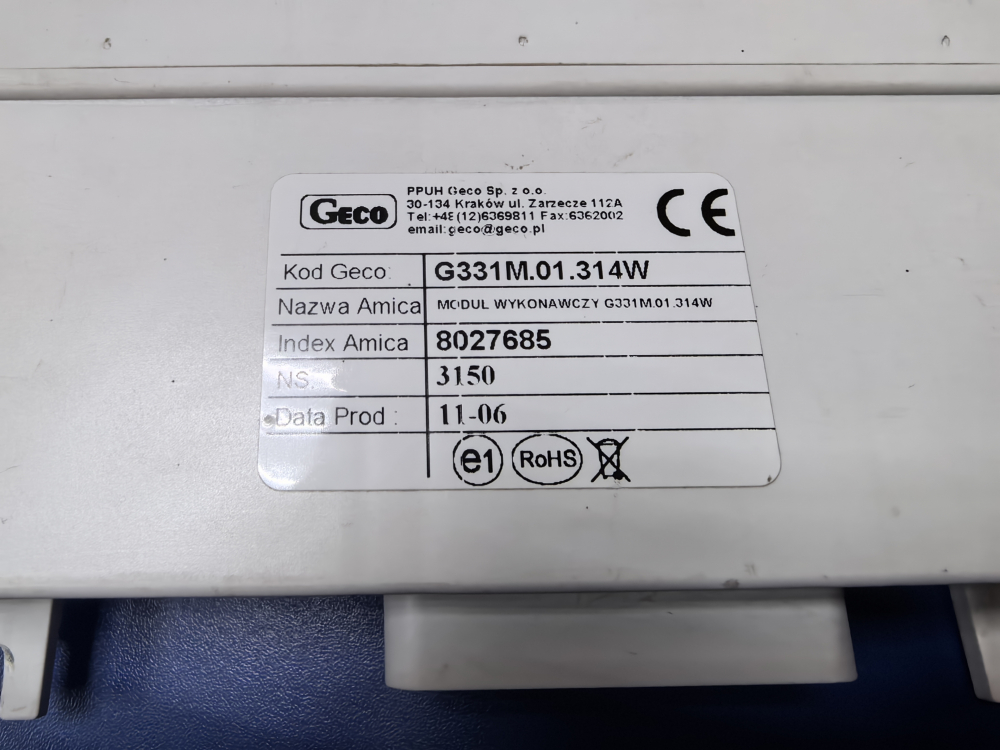 GECO
PPUH Geco Sp. z o.o.
30-134 Kraków ul. Zarzecze 112A
Tel:+48(12)6369811 Fax:6362002
email:geco@geco.pl
CE
Kod Geco: G331M.01.314W
Nazwa Amica MODUL WYKONAWCZY G331M.01.314W
Index Amica 8027685
NS. 3150
Data Prod : 11-06
e1 RoHS